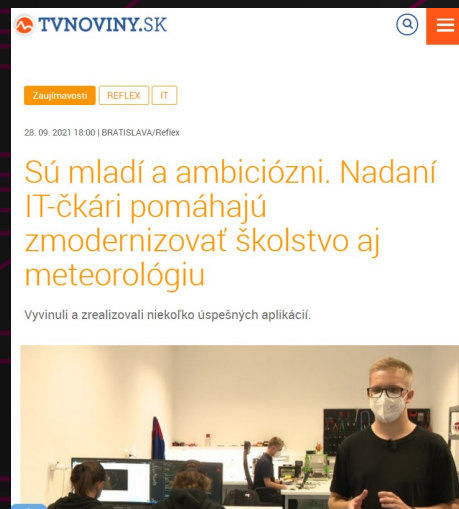 TVNOVINY.SK
Zaujímavosti REFLEX IT
28. 09. 2021 18:00 | BRATISLAVA/Reflex
Sú mladí a ambiciózni. Nadaní
IT-čkári pomáhajú
zmodernizovať školstvo aj
meteorológiu
Vyvinuli a zrealizovali niekoľko úspešných aplikácií.